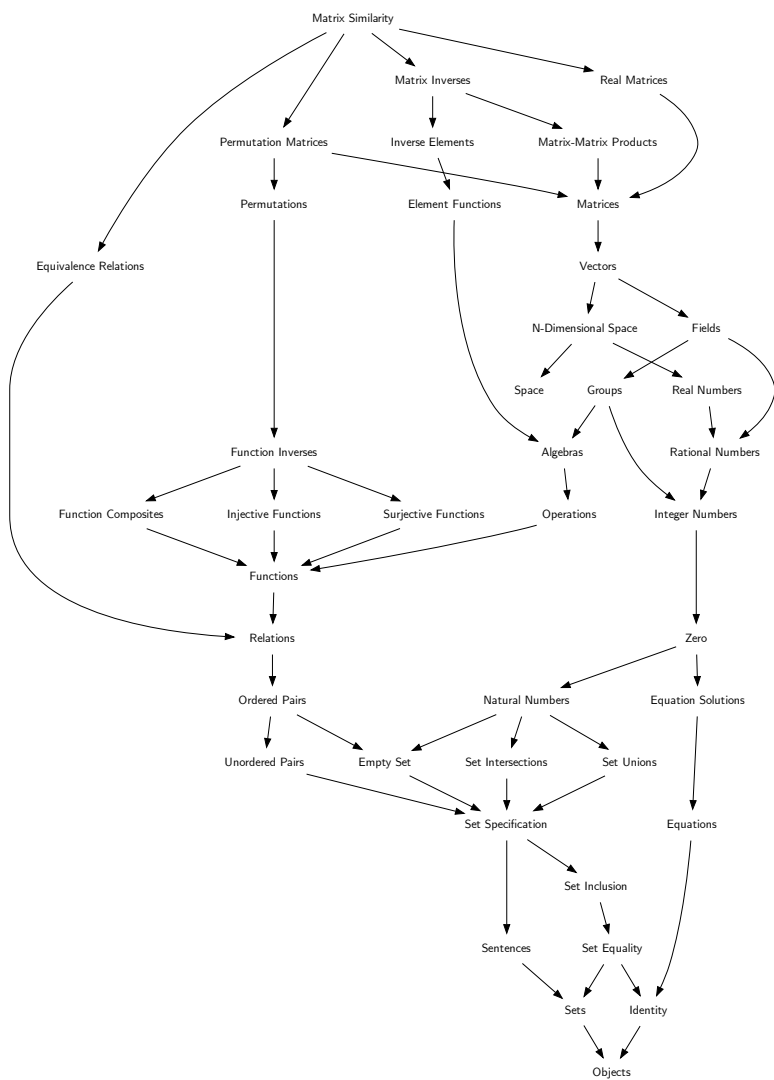 Matrix Similarity
Matrix Inverses
Real Matrices
Permutation Matrices
Inverse Elements
Matrix-Matrix Products
Permutations
Element Functions
Matrices
Equivalence Relations
Vectors
N-Dimensional Space
Fields
Space
Groups
Real Numbers
Function Inverses
Algebras
Rational Numbers
Function Composites
Injective Functions
Surjective Functions
Operations
Integer Numbers
Functions
Relations
Zero
Ordered Pairs
Natural Numbers
Equation Solutions
Unordered Pairs
Empty Set
Set Intersections
Set Unions
Set Specification
Equations
Set Inclusion
Sentences
Set Equality
Sets
Identity
Objects